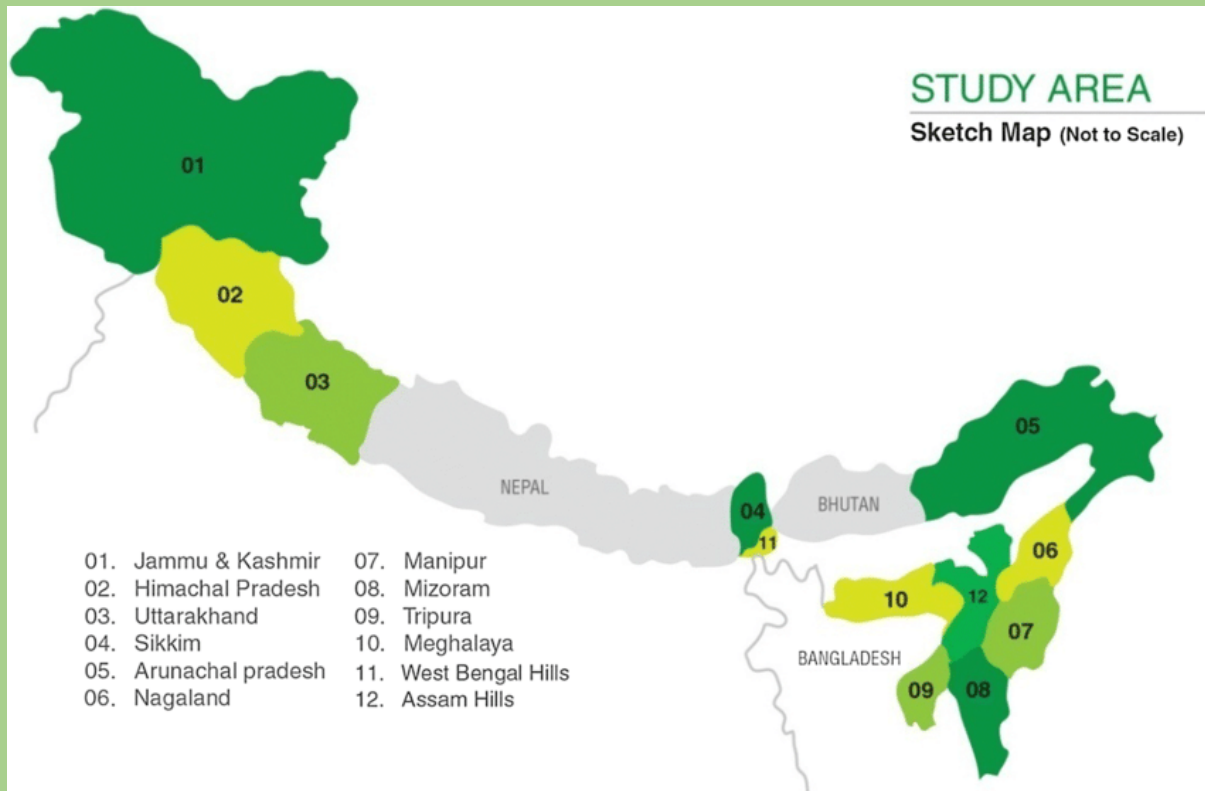 STUDY AREA
Sketch Map (Not to Scale)
01
02
03
NEPAL
04
11
BHUTAN
05
06
10
12
07
BANGLADESH
09
08
01. Jammu & Kashmir
02. Himachal Pradesh
03. Uttarakhand
04. Sikkim
05. Arunachal pradesh
06. Nagaland
07. Manipur
08. Mizoram
09. Tripura
10. Meghalaya
11. West Bengal Hills
12. Assam Hills